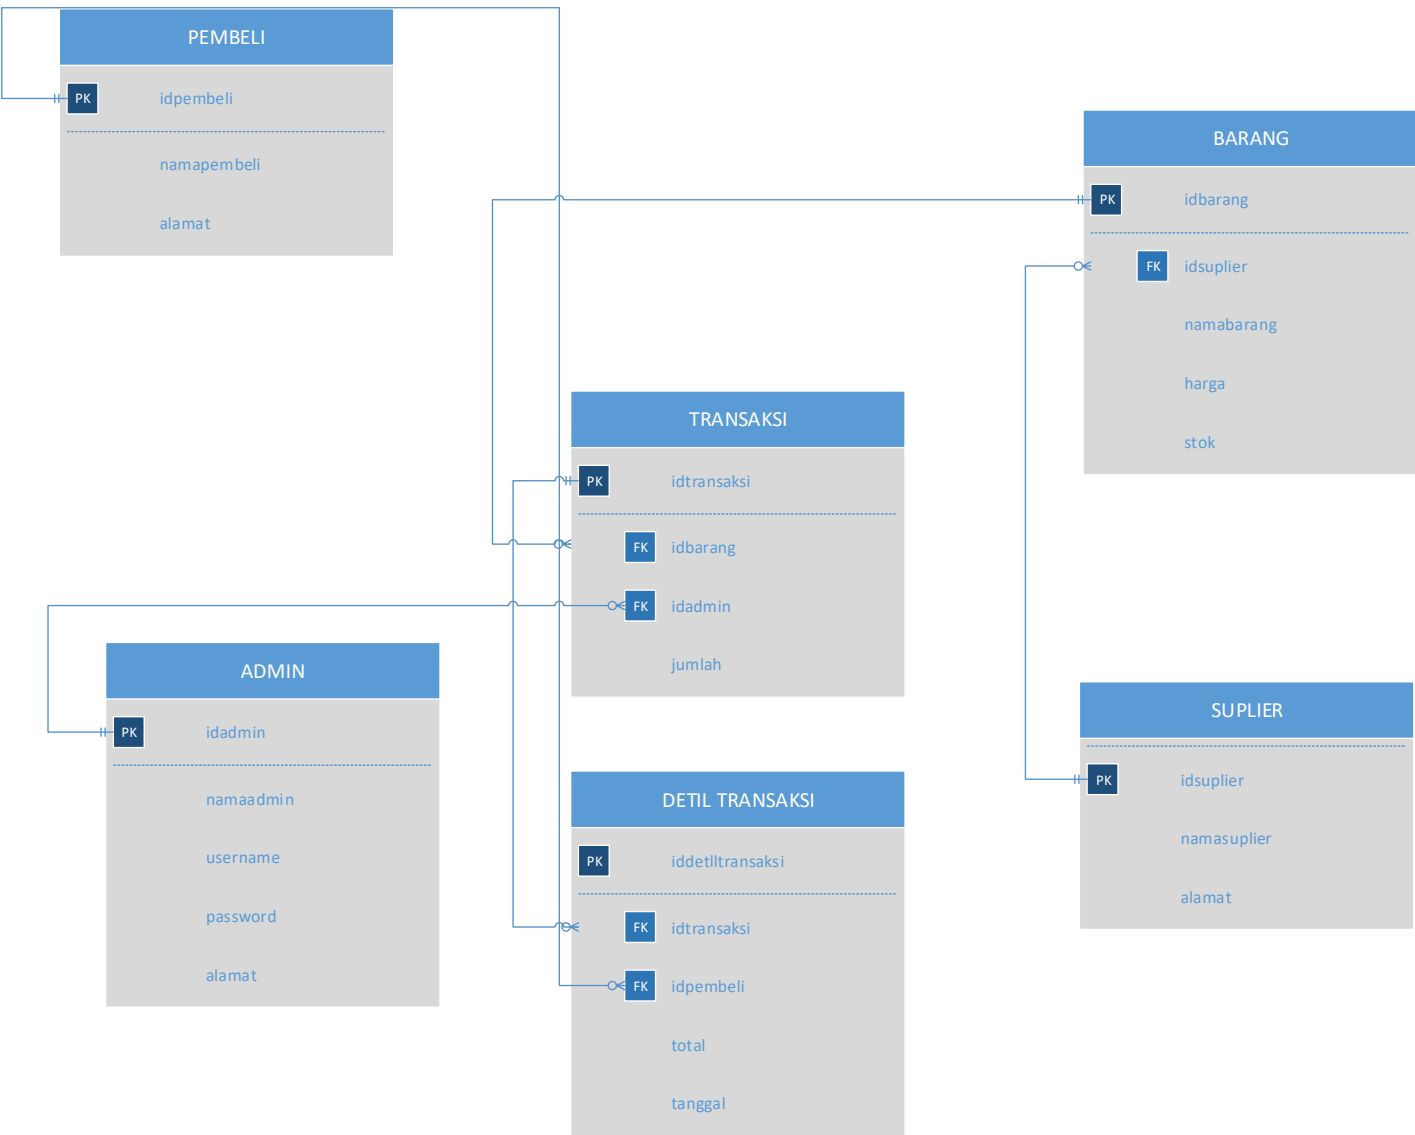 PEMBELI
PK idpembeli
namapembeli
alamat
BARANG
PK idbarang
FK idsuplier
namabarang
harga
stok
TRANSAKSI
PK idtransaksi
FK idbarang
FK idadmin
jumlah
ADMIN
PK idadmin
namaadmin
username
password
alamat
SUPLIER
PK idsuplier
namasuplier
alamat
DETIL TRANSAKSI
PK iddetlltransaksi
FK idtransaksi
FK idpembeli
total
tanggal